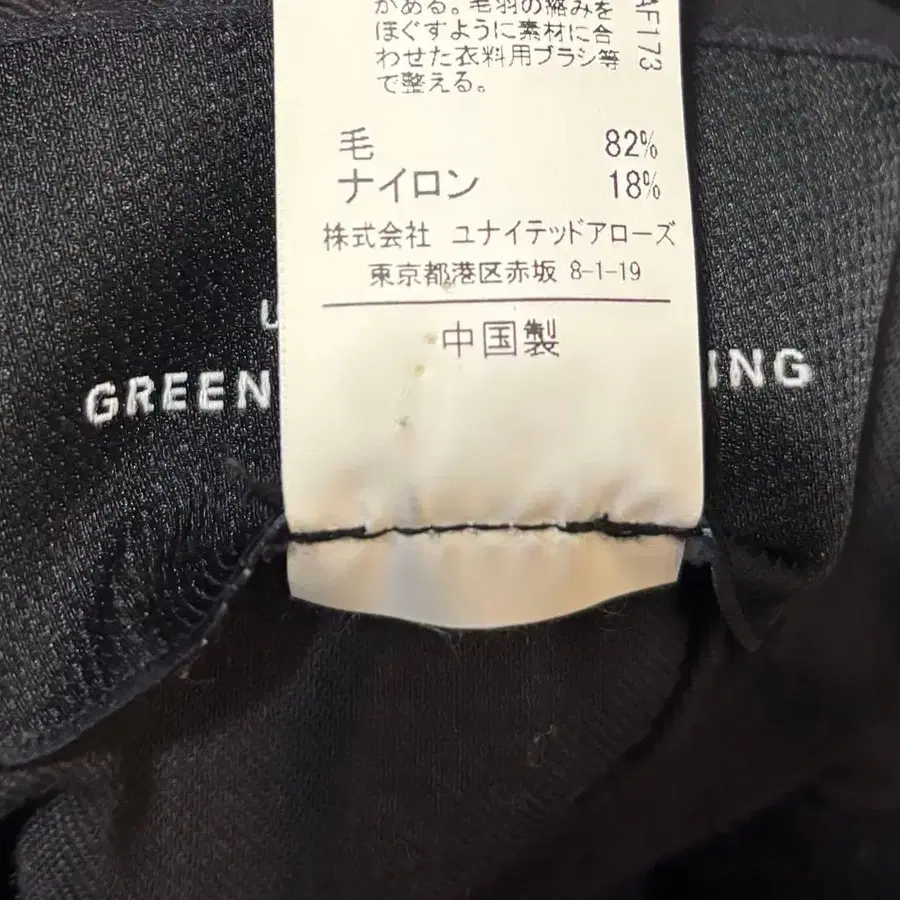 がある。毛羽の絡みを
ほぐすように素材に合
わせた衣料用ブラシ等
で整える。
AF173
毛 82%
ナイロン 18%
株式会社 ユナイテッドアローズ
東京都港区赤坂 8-1-19
中国製
GREEN ING